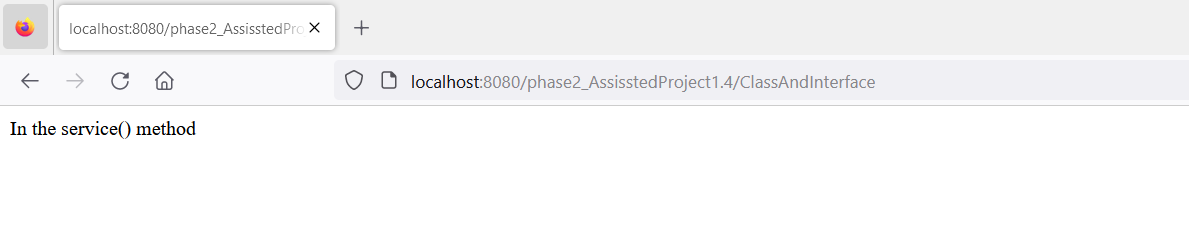 localhost:8080/phase2_AssisstedPro
localhost:8080/phase2_AssisstedProject1.4/ClassAndInterface
In the service() method